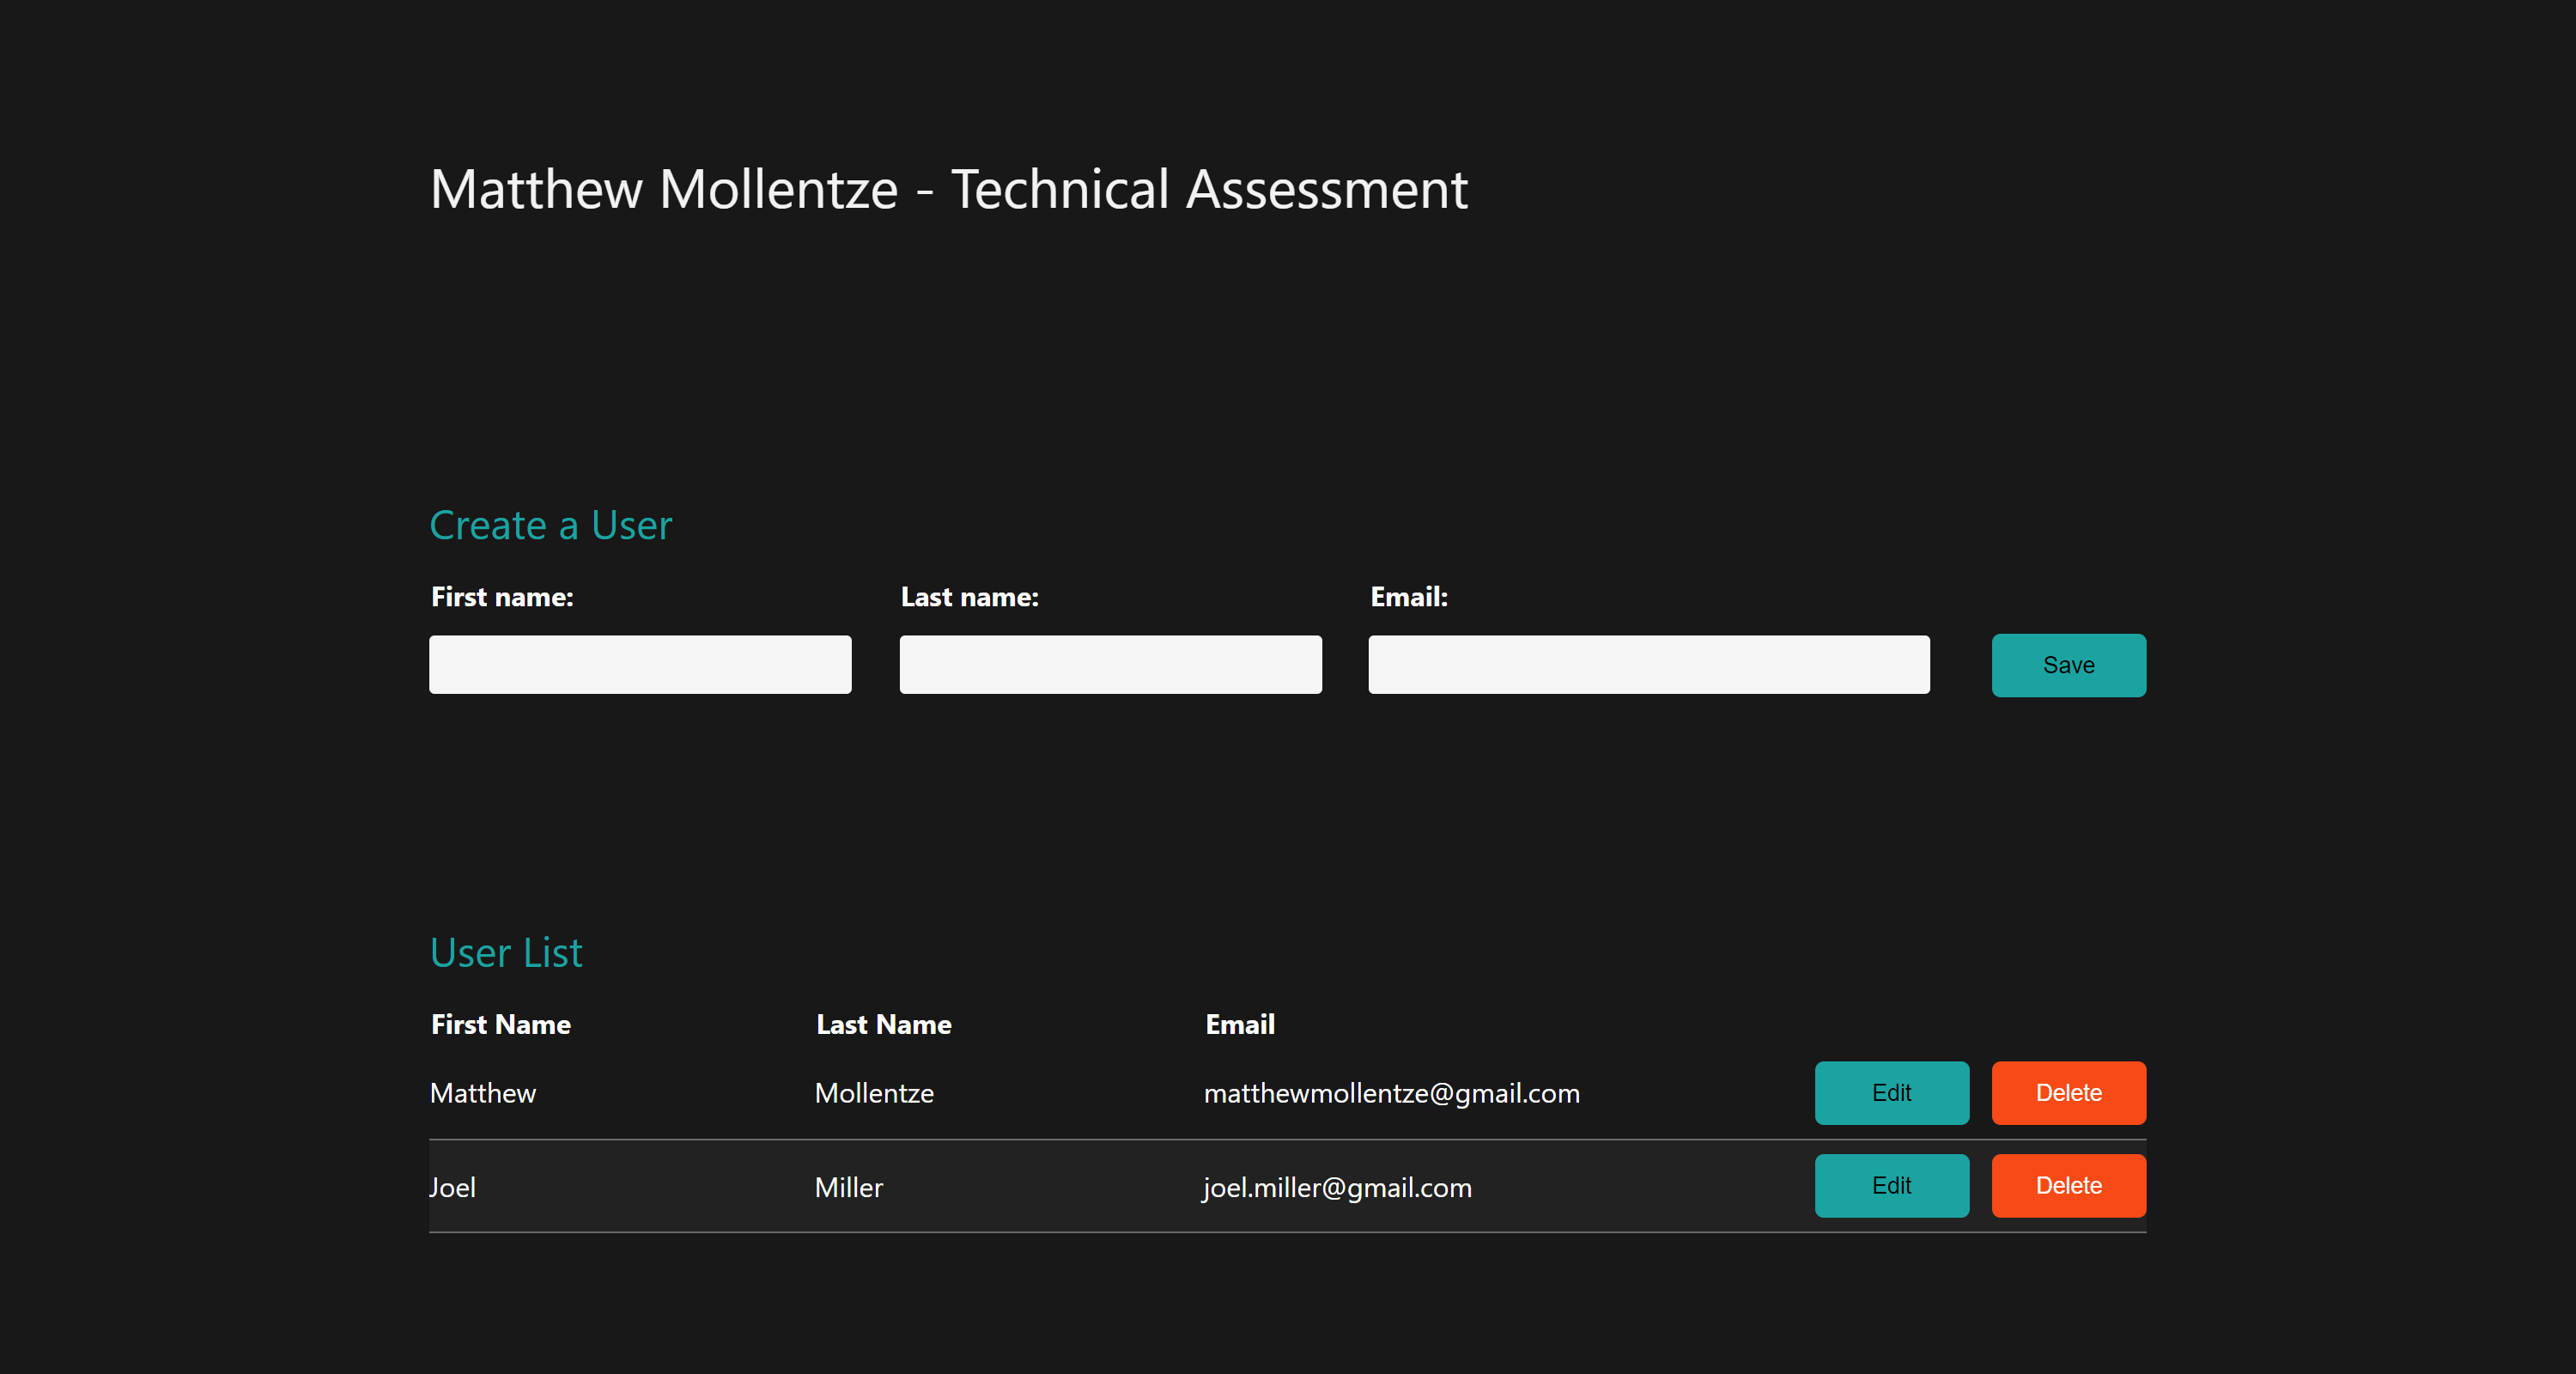 Matthew Mollentze - Technical Assessment
Create a User
First name: Last name: Email:
Save
User List
First Name Last Name Email
Matthew Mollentze matthewmollentze@gmail.com Edit Delete
Joel Miller joel.miller@gmail.com Edit Delete